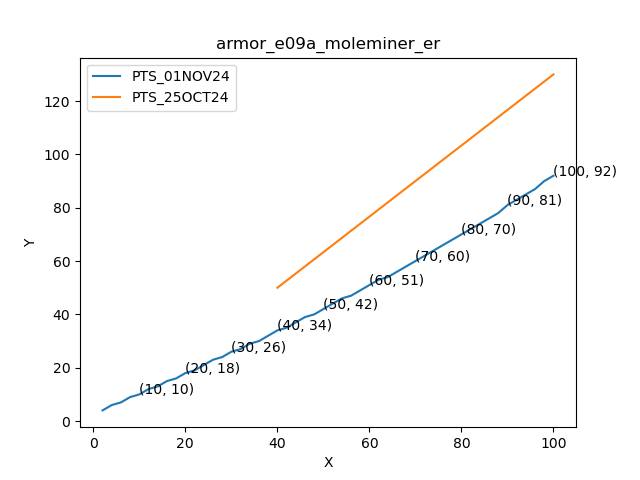 armor_e09a_moleminer_er
PTS_01NOV24
PTS_25OCT24
Y
120
100
80
60
40
20
0
(100, 92)
(90, 81)
(80, 70)
(70, 60)
(60, 51)
(50, 42)
(40, 34)
(30, 26)
(20, 18)
(10, 10)
0 20 40 60 80 100
X